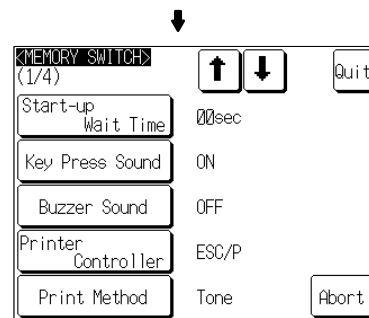 <MEMORY SWITCH>
(1/4)
Quit
Start-up
Wait Time
00sec
Key Press Sound
ON
Buzzer Sound
OFF
Printer
Controller
ESC/P
Print Method
Tone
Abort